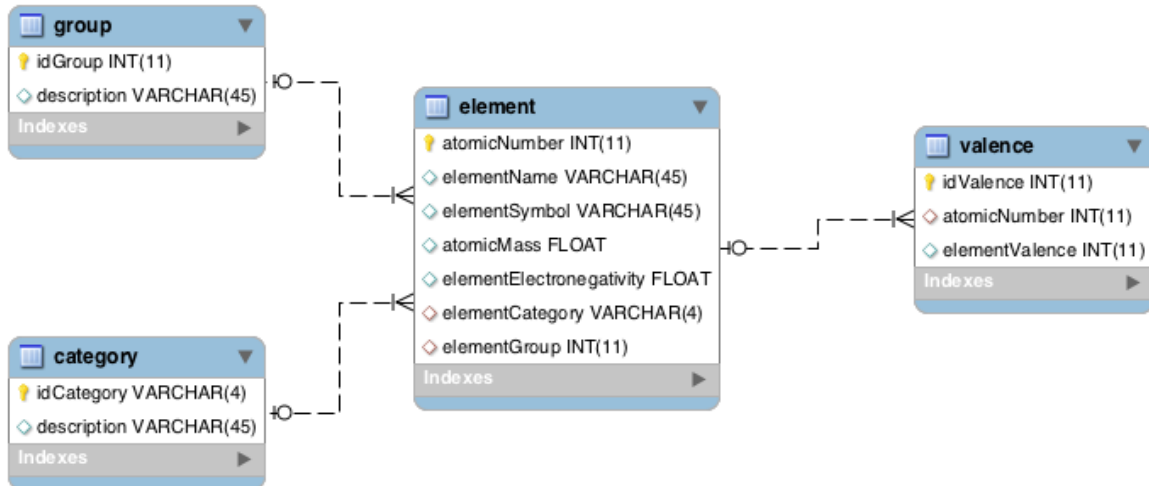 group
idGroup INT(11)
description VARCHAR(45)
Indexes
element
atomicNumber INT(11)
elementName VARCHAR(45)
elementSymbol VARCHAR(45)
atomicMass FLOAT
elementElectronegativity FLOAT
elementCategory VARCHAR(4)
elementGroup INT(11)
Indexes
valence
idValence INT(11)
atomicNumber INT(11)
elementValence INT(11)
Indexes
category
idCategory VARCHAR(4)
description VARCHAR(45)
Indexes